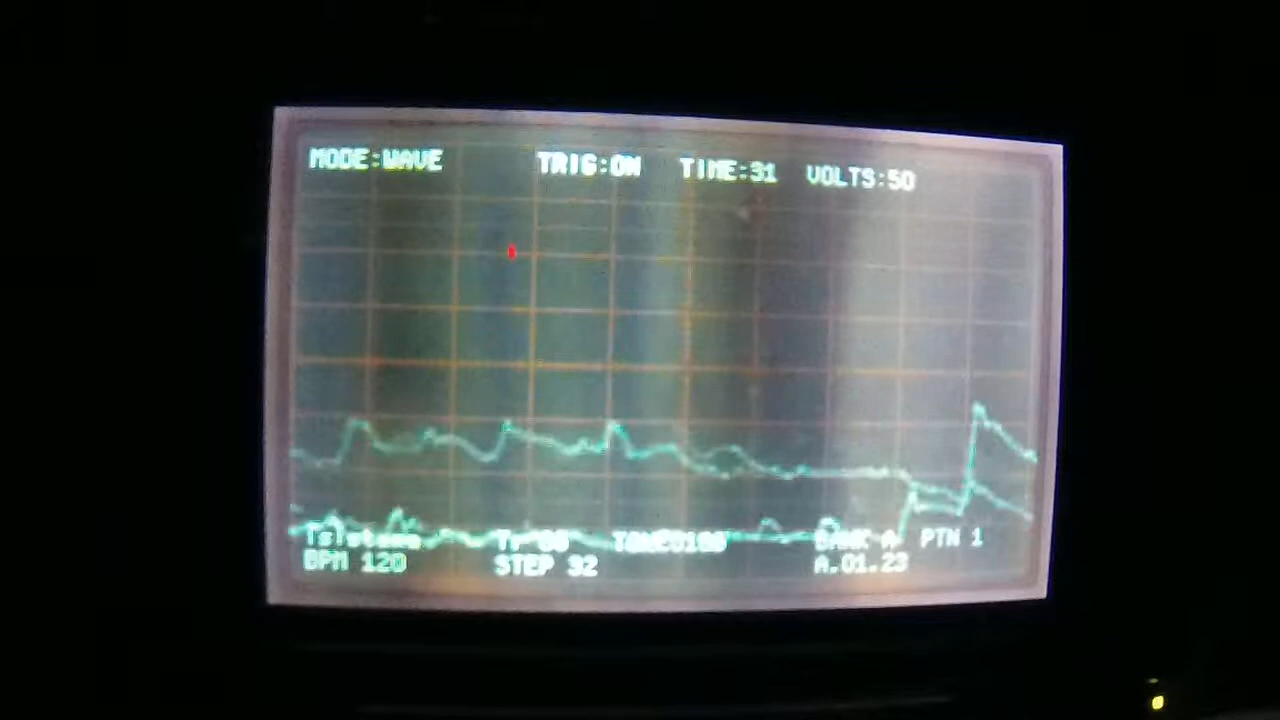 MODE:WAVE TRIG:ON TIME:31 VOLTS:50
BANK A PTN 1
BPM 120 STEP 32 A.01.23